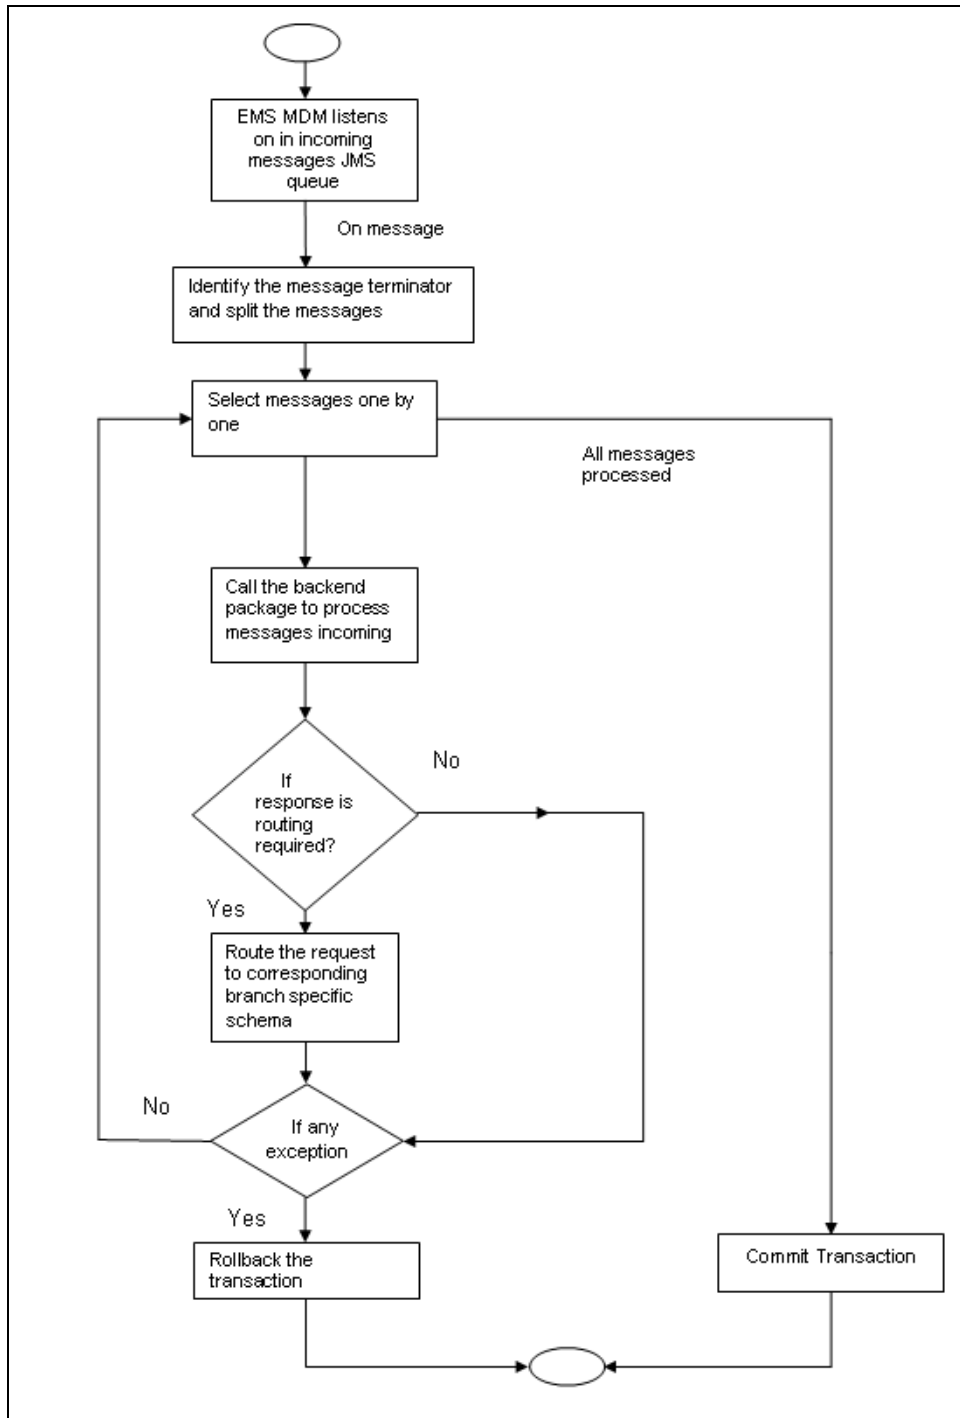 EMS MDM listens
on in incoming
messages JMS
queue
On message
Identify the message terminator
and split the messages
Select messages one by
one
All messages
processed
Call the backend
package to process
messages incoming
No
If
response is
routing
required?
Yes
Route the request
to corresponding
branch specific
schema
No
If any
exception
Yes
Rollback the
transaction
Commit Transaction